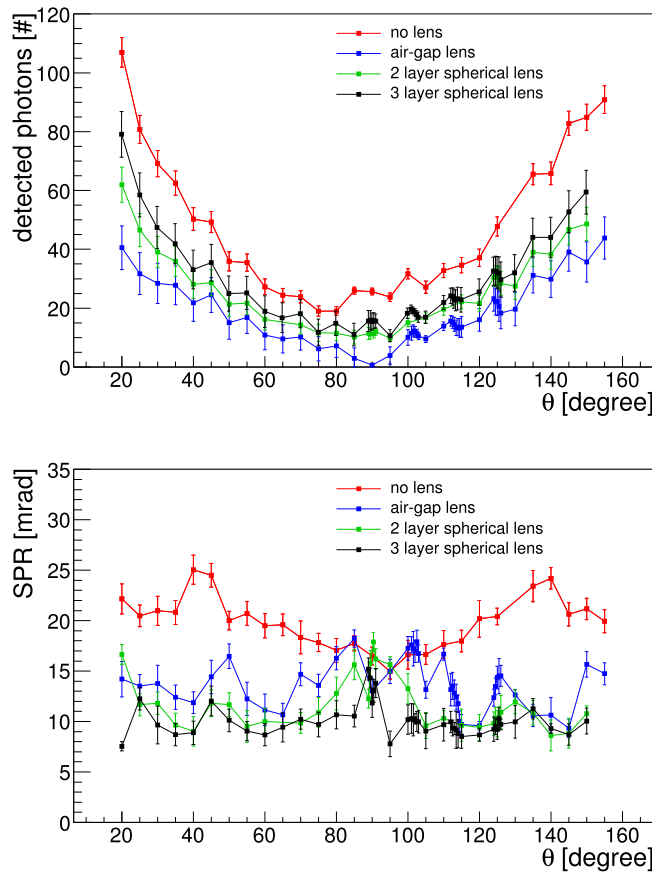 detected photons [#]
120
100
80
60
40
20
0
no lens
air-gap lens
2 layer spherical lens
3 layer spherical lens
20 40 60 80 100 120 140 160
θ [degree]
SPR [mrad]
35
30
25
20
15
10
5
0
no lens
air-gap lens
2 layer spherical lens
3 layer spherical lens
20 40 60 80 100 120 140 160
θ [degree]